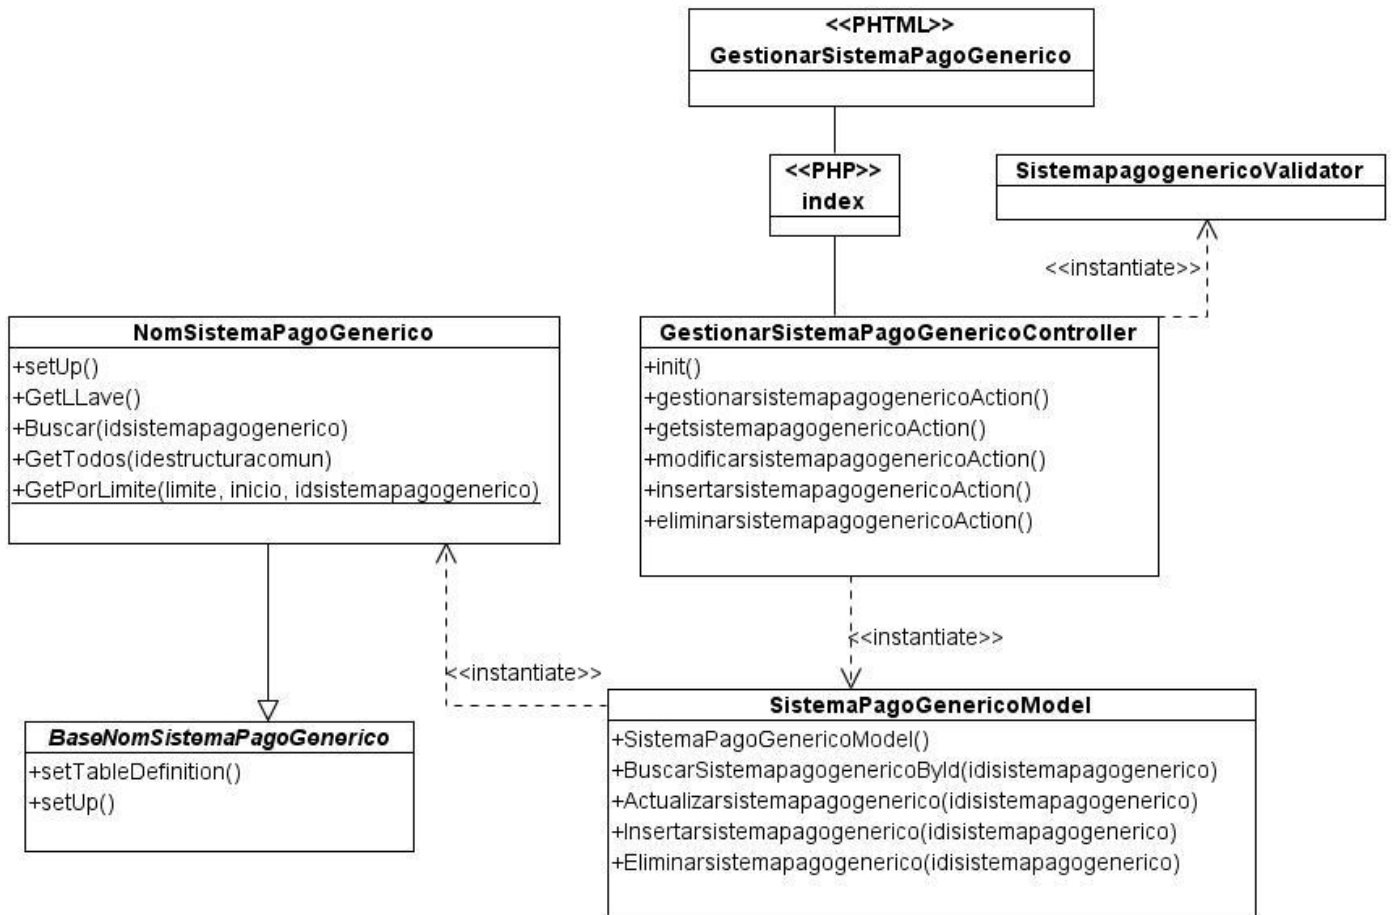 <<PHTML>>
GestionarSistemaPagoGenerico
<<PHP>>
index
SistemapagogenericoValidator
<<instantiate>>
NomSistemaPagoGenerico
+setUp()
+GetLLave()
+Buscar(idsistemapagogenerico)
+GetTodos(idestructuracomun)
+GetPorLimite(limite, inicio, idsistemapagogenerico)
GestionarSistemaPagoGenericoController
+init()
+gestionarsistemapagogenericoAction()
+getsistemapagogenericoAction()
+modificarsistemapagogenericoAction()
+insertarsistemapagogenericoAction()
+eliminarsistemapagogenericoAction()
<<instantiate>>
<<instantiate>>
BaseNomSistemaPagoGenerico
+setTableDefinition()
+setUp()
SistemaPagoGenericoModel
+SistemaPagoGenericoModel()
+BuscarSistemapagogenericoById(idisistemapagogenerico)
+Actualizarsistemapagogenerico(idisistemapagogenerico)
+Insertarsistemapagogenerico(idisistemapagogenerico)
+Eliminarsistemapagogenerico(idisistemapagogenerico)